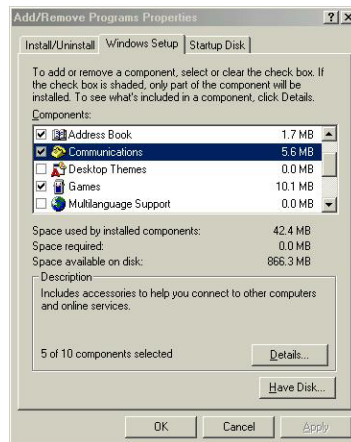 Add/Remove Programs Properties
Install/Uninstall Windows Setup Startup Disk
To add or remove a component, select or clear the check box. If
the check box is shaded, only part of the component will be
installed. To see what's included in a component, click Details.
Components:
Address Book 1.7 MB
Communications 5.6 MB
Desktop Themes 0.0 MB
Games 10.1 MB
Multilanguage Support 0.0 MB
Space used by installed components: 42.4 MB
Space required: 0.0 MB
Space available on disk: 866.3 MB
Description
Includes accessories to help you connect to other computers
and online services.
5 of 10 components selected Details...
Have Disk...
OK Cancel Apply